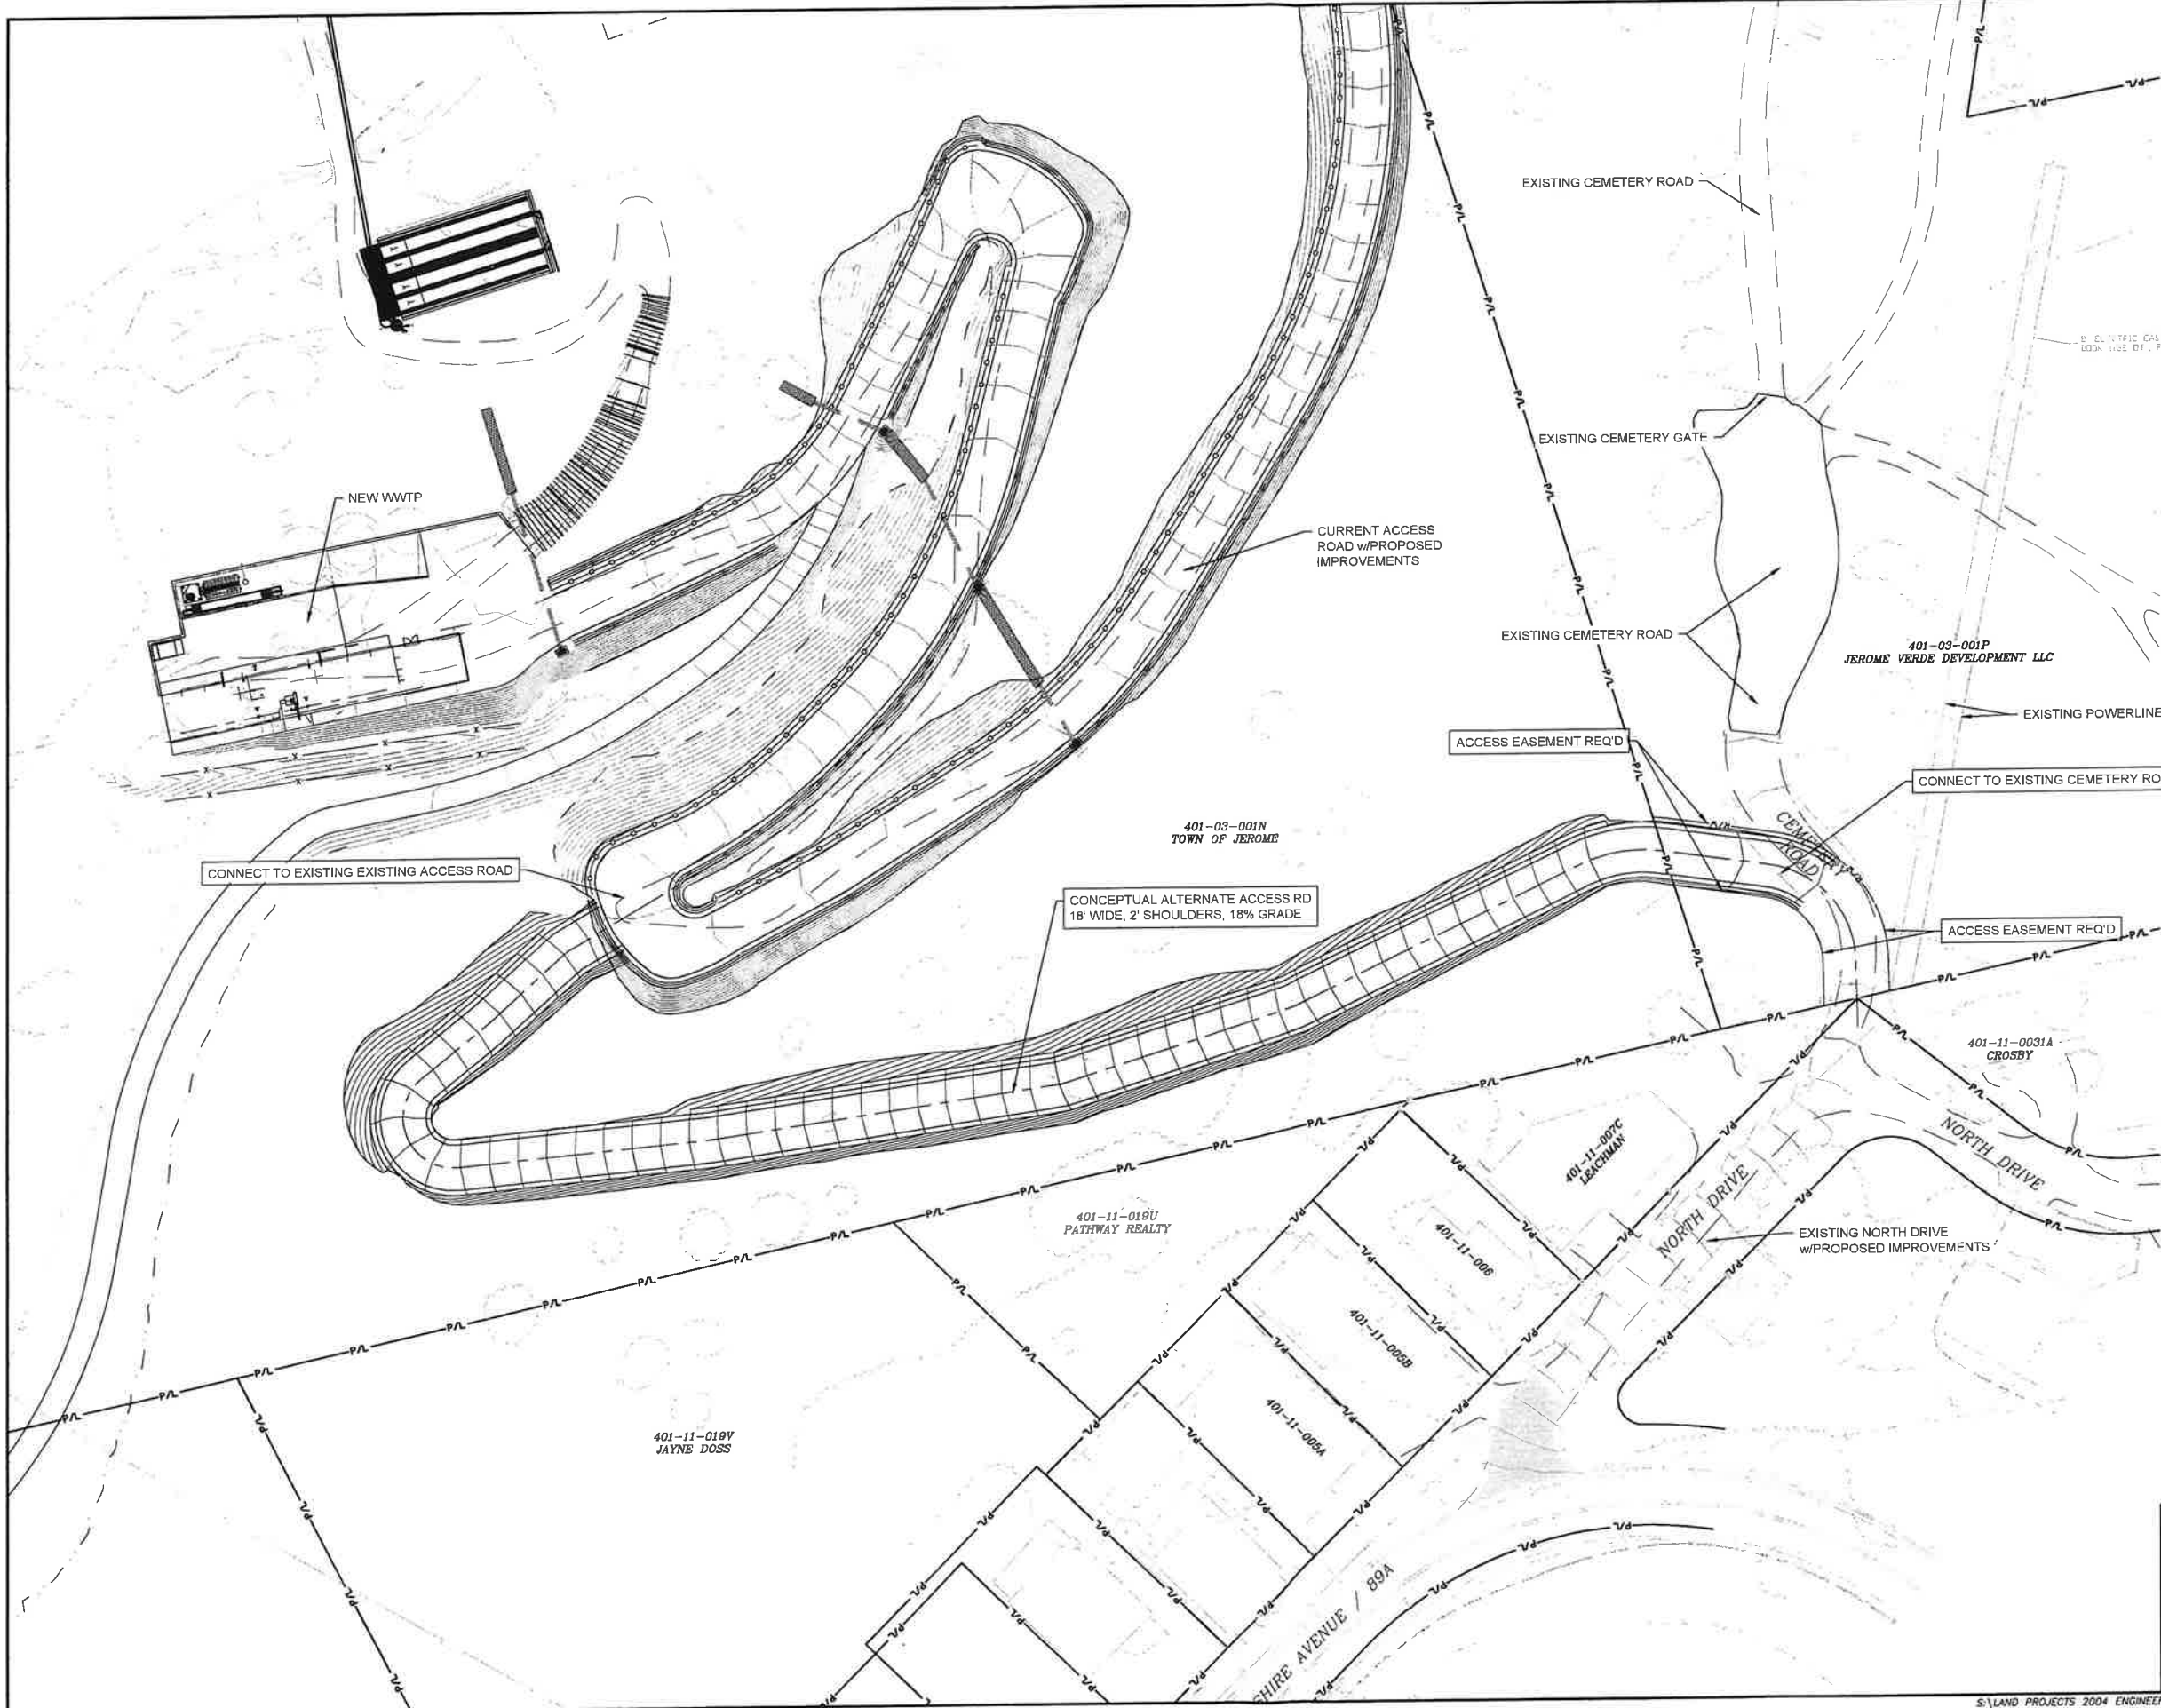 EXISTING CEMETERY ROAD
EXISTING CEMETERY GATE
NEW WWTP
CURRENT ACCESS
ROAD w/PROPOSED
IMPROVEMENTS
EXISTING CEMETERY ROAD
401-03-001P
JEROME VERDE DEVELOPMENT LLC
EXISTING POWERLINE
ACCESS EASEMENT REQ'D
CONNECT TO EXISTING CEMETERY RO
CEMETERY
ROAD
401-03-001N
TOWN OF JEROME
CONNECT TO EXISTING EXISTING ACCESS ROAD
CONCEPTUAL ALTERNATE ACCESS RD
18' WIDE, 2' SHOULDERS, 18% GRADE
ACCESS EASEMENT REQ'D
401-11-0031A
CROSBY
NORTH DRIVE
401-11-007C
LEACHMAN
NORTH DRIVE
EXISTING NORTH DRIVE
w/PROPOSED IMPROVEMENTS
401-11-019U
PATHWAY REALTY
401-11-006
401-11-005B
401-11-005A
401-11-019V
JAYNE DOSS
SHIRE AVENUE / 89A
P/L
S:\LAND PROJECTS 2004 ENGINEE